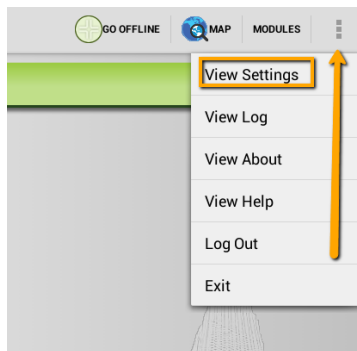 GO OFFLINE MAP MODULES
View Settings
View Log
View About
View Help
Log Out
Exit